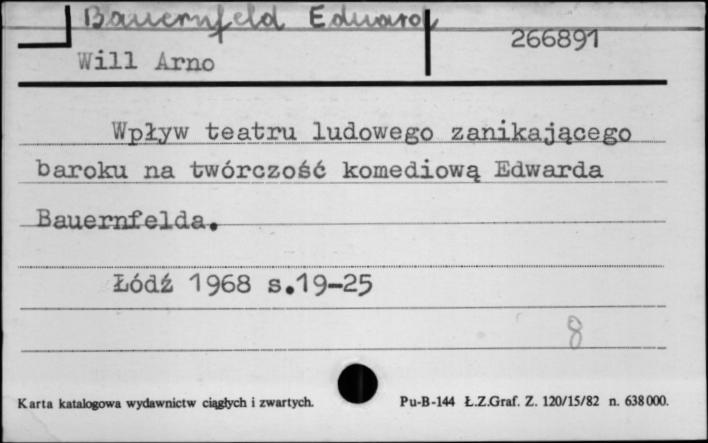 Bauernfeld Eduard
266891
Will Arno
Wpływ teatru ludowego zanikającego
baroku na twórczość komediową Edwarda
Bauernfelda.
Łódź 1968 s.19-25
8
Karta katalogowa wydawnictw ciągłych i zwartych.
Pu-B-144 Ł.Z.Graf. Z. 120/15/82 n. 638000.